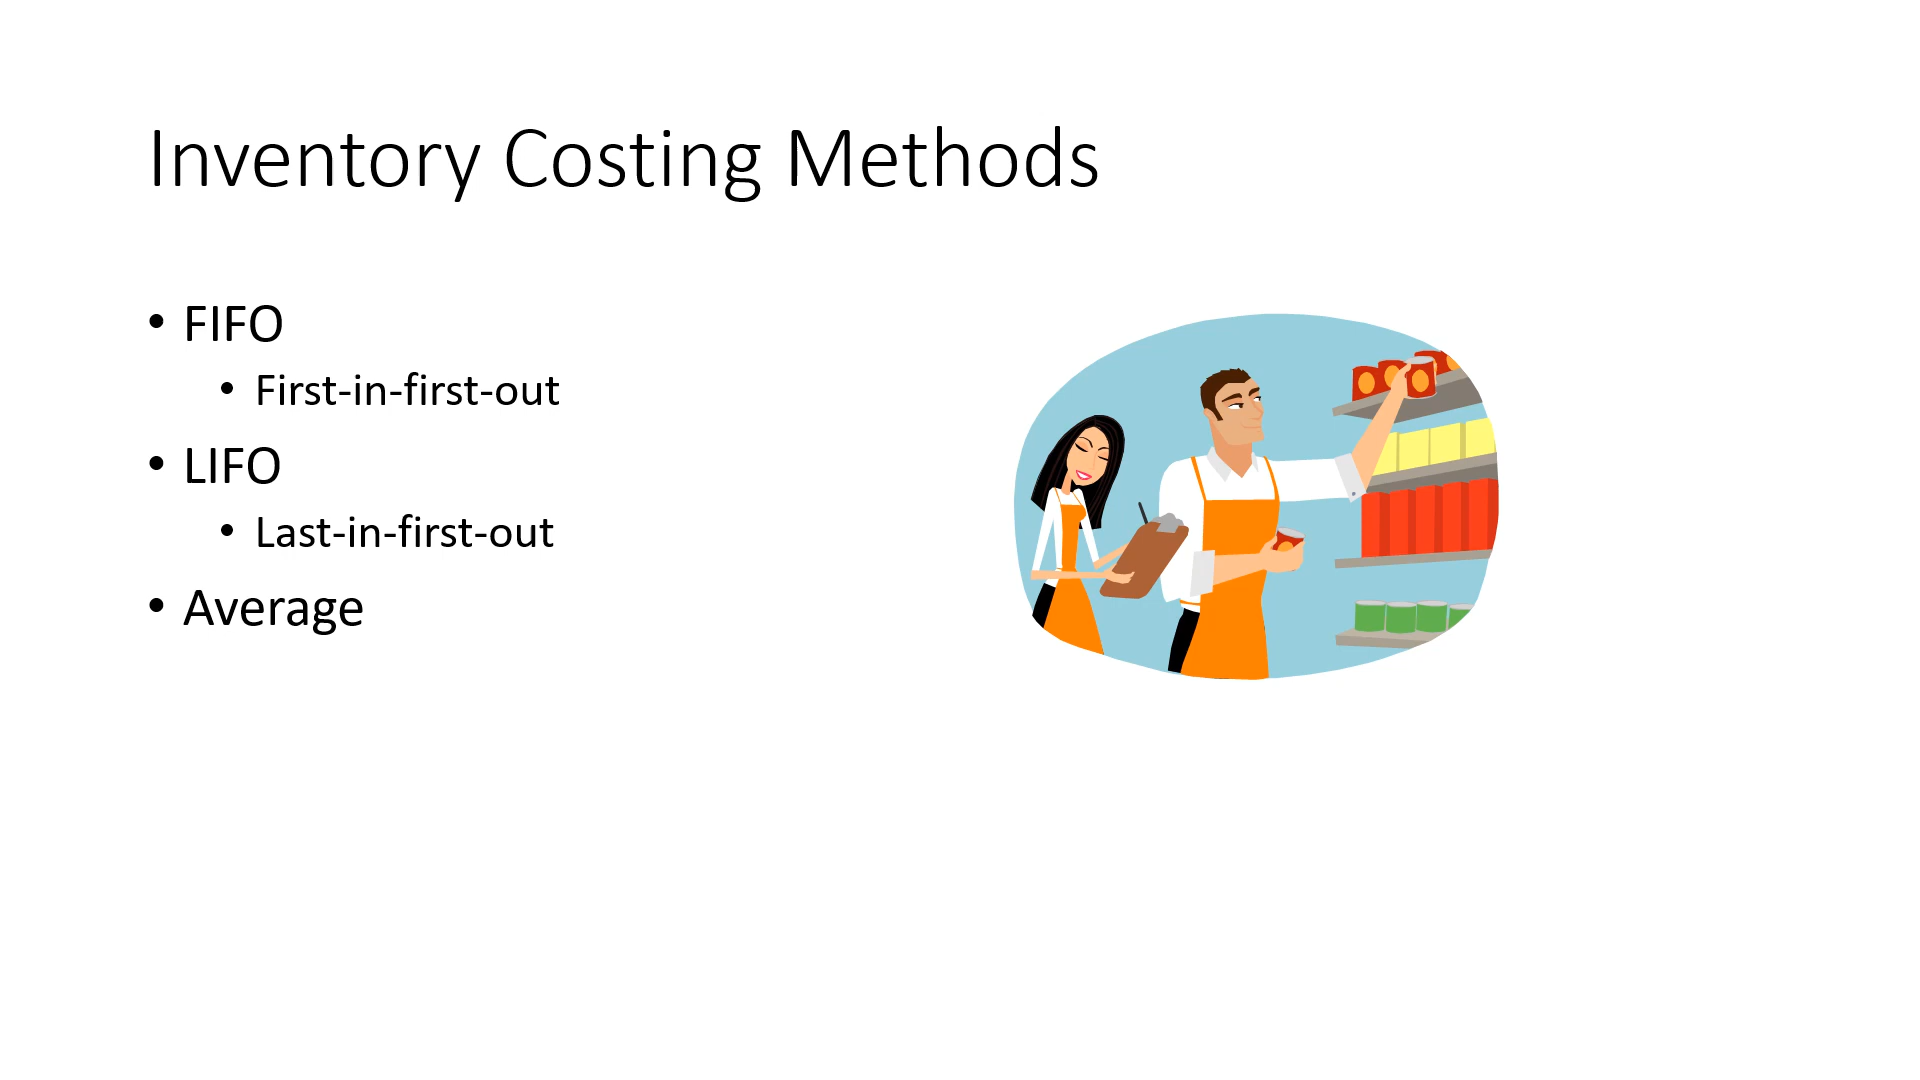 Inventory Costing Methods
• FIFO
• First-in-first-out
• LIFO
• Last-in-first-out
• Average